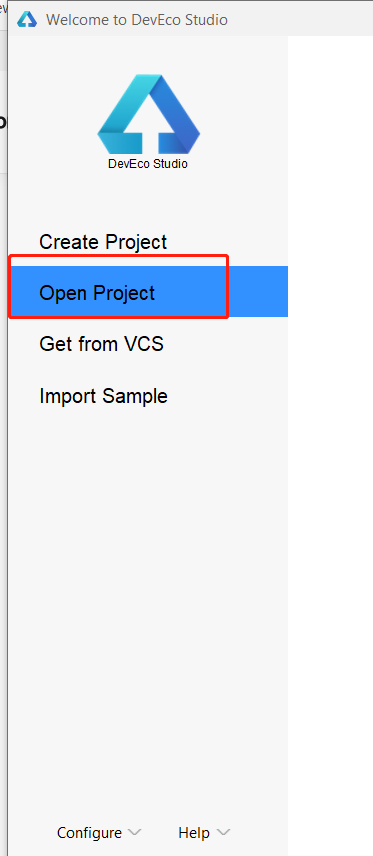 Welcome to DevEco Studio
DevEco Studio
Create Project
Open Project
Get from VCS
Import Sample
Configure
Help